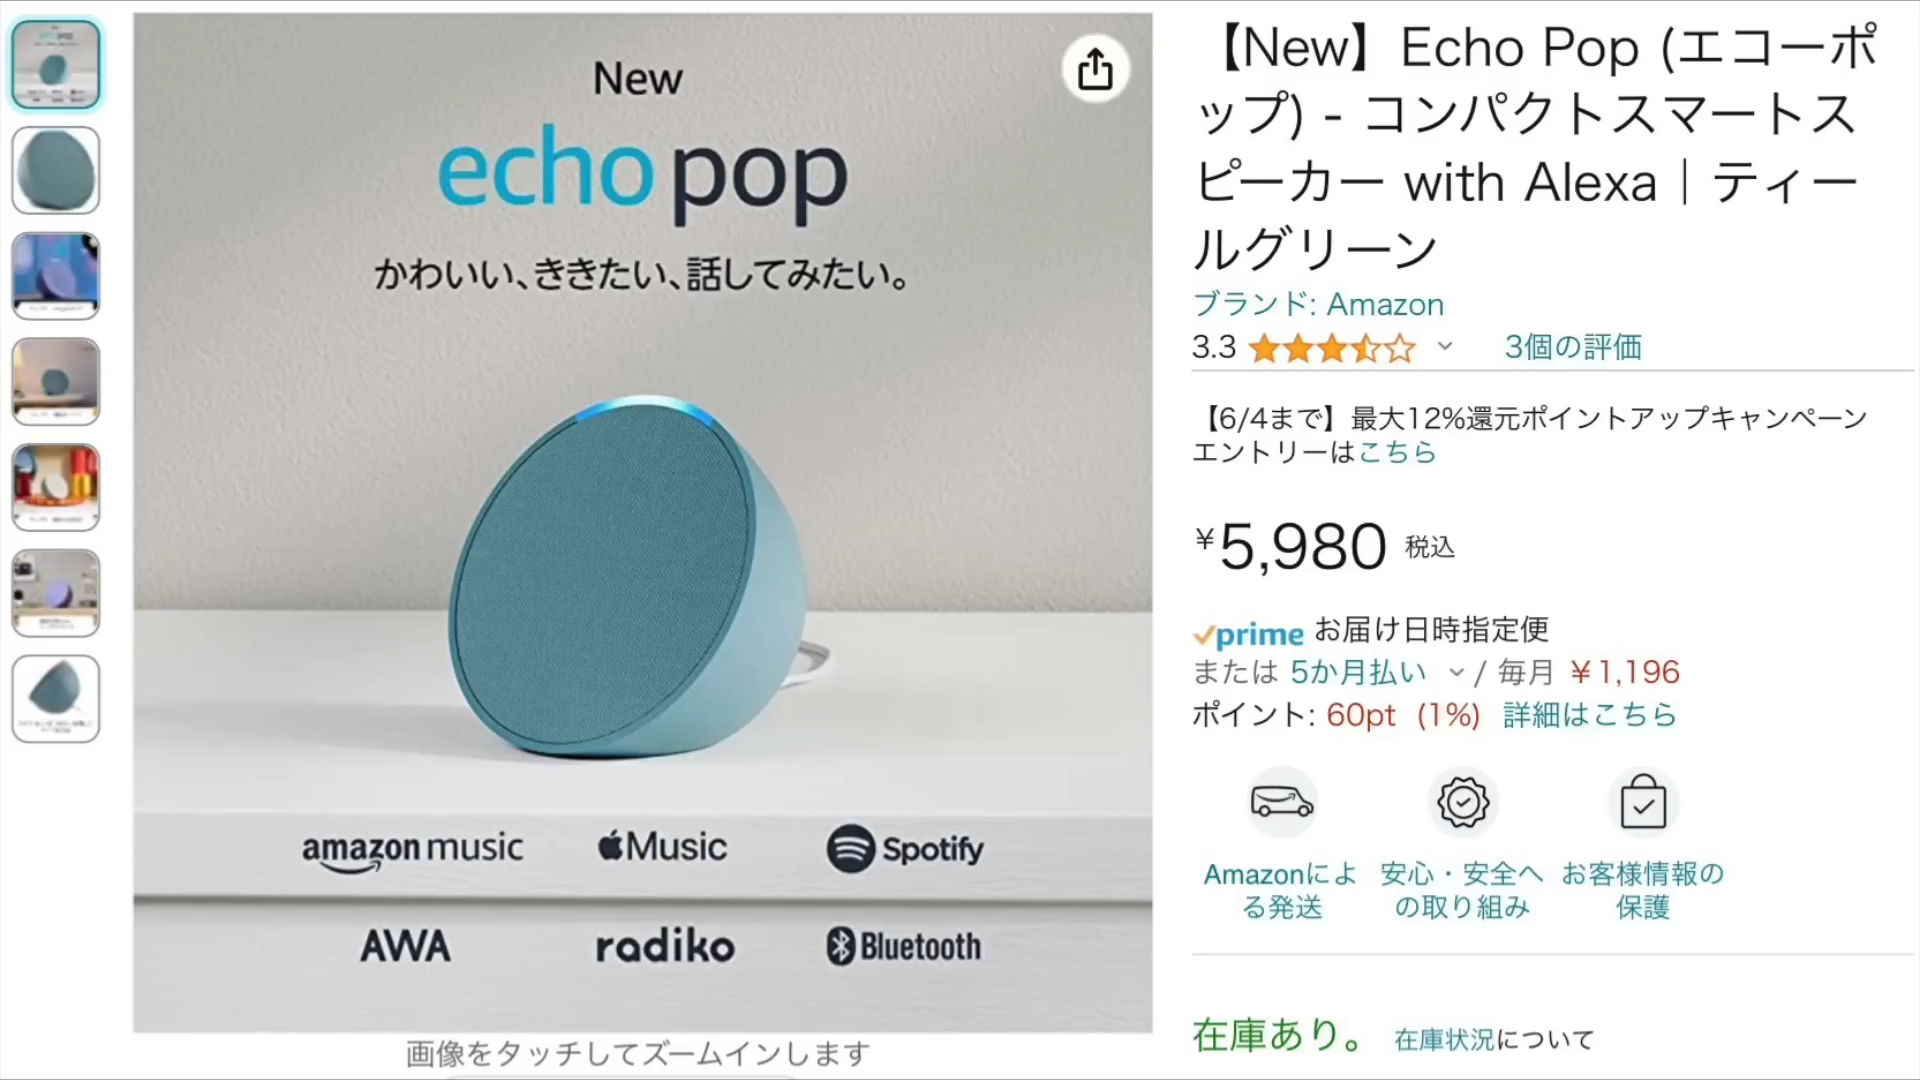 New
echo pop
かわいい、ききたい、話してみたい。
amazon music
Music
Spotify
AWA
radiko
Bluetooth
画像をタッチしてズームインします
【New】Echo Pop (エコーポ
ップ) - コンパクトスマートス
ピーカー with Alexa｜ティー
ルグリーン
ブランド: Amazon
3.3 3個の評価
【6/4まで】最大12%還元ポイントアップキャンペーン
エントリーはこちら
¥5,980 税込
prime お届け日時指定便
または 5か月払い / 毎月 ￥1,196
ポイント: 60pt (1%) 詳細はこちら
Amazonによ
る発送
安心・安全へ
の取り組み
お客様情報の
保護
在庫あり。 在庫状況について